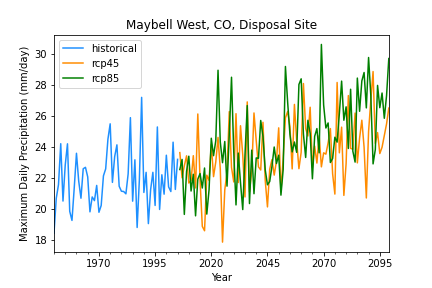 Maybell West, CO, Disposal Site
Maximum Daily Precipitation (mm/day)
historical
rcp45
rcp85
30
28
26
24
22
20
18
1970
1995
2020
2045
2070
2095
Year